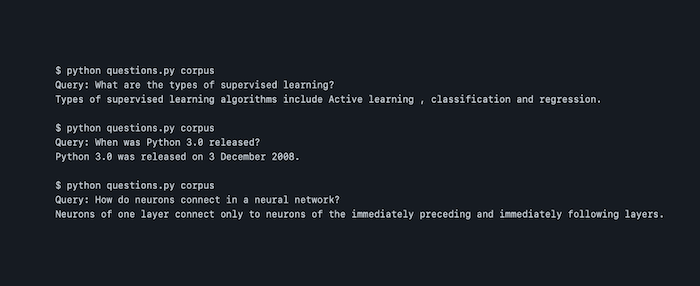 $ python questions.py corpus
Query: What are the types of supervised learning?
Types of supervised learning algorithms include Active learning , classification and regression.
$ python questions.py corpus
Query: When was Python 3.0 released?
Python 3.0 was released on 3 December 2008.
$ python questions.py corpus
Query: How do neurons connect in a neural network?
Neurons of one layer connect only to neurons of the immediately preceding and immediately following layers.